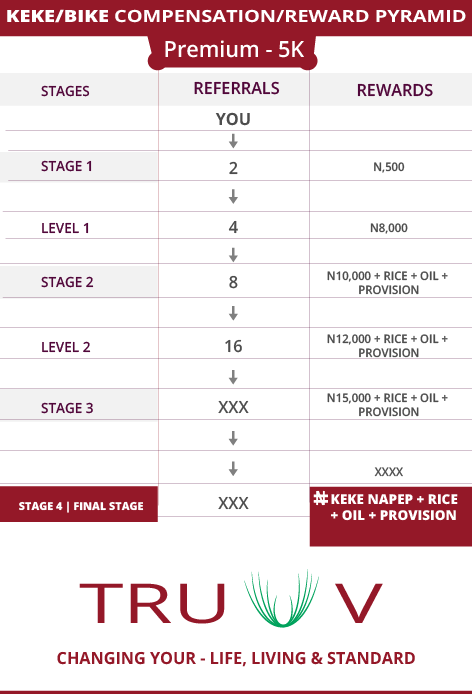 KEKE/BIKE COMPENSATION/REWARD PYRAMID
Premium - 5K
STAGES REFERRALS REWARDS
YOU
STAGE 1 2 N,500
LEVEL 1 4 N8,000
STAGE 2 8 N10,000 + RICE + OIL +
PROVISION
LEVEL 2 16 N12,000 + RICE + OIL +
PROVISION
STAGE 3 XXX N15,000 + RICE + OIL +
PROVISION
XXXX
STAGE 4 | FINAL STAGE XXX #KEKE NAPEP + RICE
+ OIL + PROVISION
TRU V
CHANGING YOUR - LIFE, LIVING & STANDARD